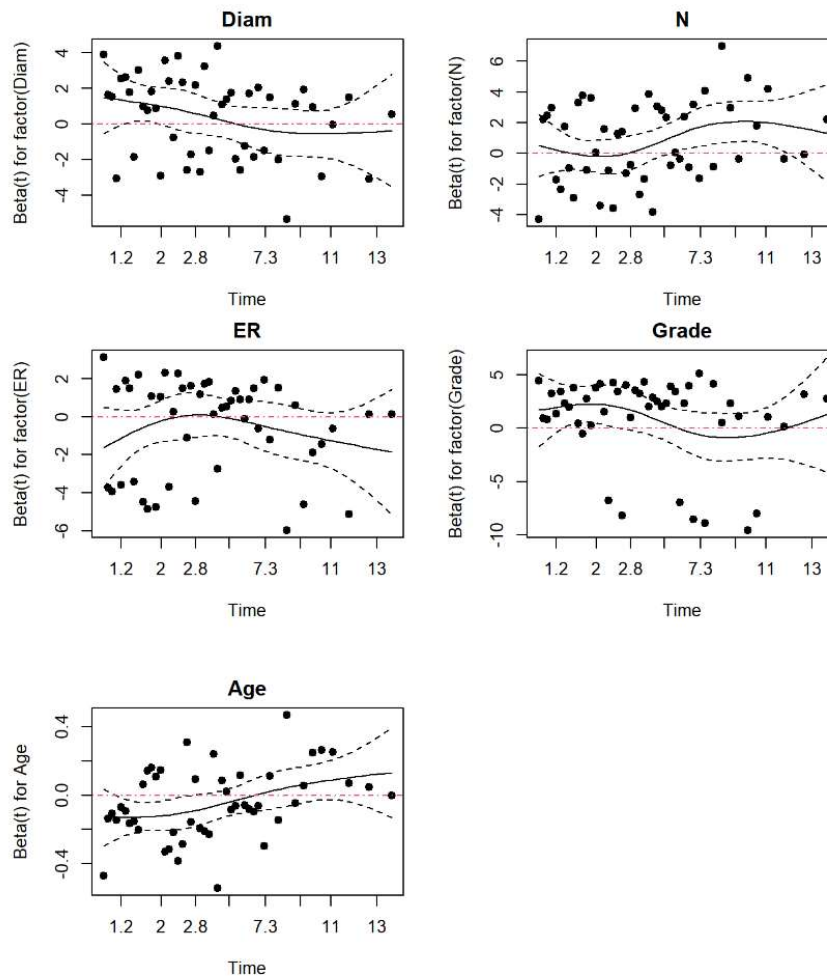 Diam
Beta(t) for factor(Diam)
4
2
0
-2
-4
1.2 2 2.8 7.3 11 13
Time
N
Beta(t) for factor(N)
6
4
2
0
-2
-4
1.2 2 2.8 7.3 11 13
Time
ER
Beta(t) for factor(ER)
2
0
-2
-4
-6
1.2 2 2.8 7.3 11 13
Time
Grade
Beta(t) for factor(Grade)
5
0
-5
-10
1.2 2 2.8 7.3 11 13
Time
Age
Beta(t) for Age
0.4
0.0
-0.4
1.2 2 2.8 7.3 11 13
Time